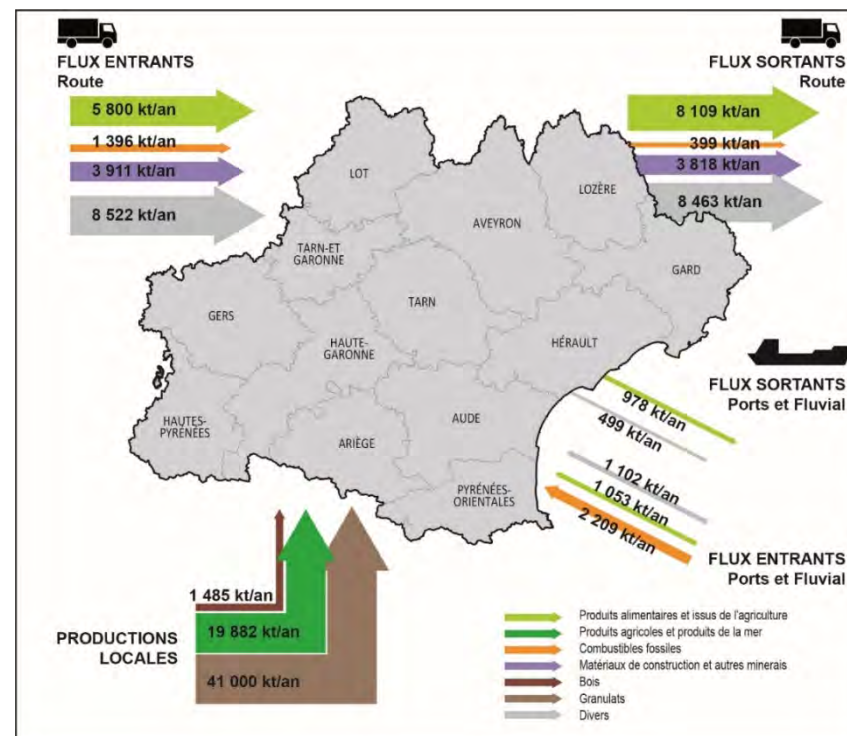 FLUX ENTRANTS
Route
5 800 kt/an
1 396 kt/an
3 911 kt/an
8 522 kt/an
FLUX SORTANTS
Route
8 109 kt/an
399 kt/an
3 818 kt/an
8 463 kt/an
LOT
LOZÈRE
AVEYRON
TARN-ET
GARONNE
GARD
TARN
GERS
HAUTE-
GARONNE
HÉRAULT
HAUTES-
PYRÉNÉES
AUDE
ARIÈGE
PYRÉNÉES-
ORIENTALES
FLUX SORTANTS
Ports et Fluvial
978 kt/an
499 kt/an
1 102 kt/an
1 053 kt/an
2 209 kt/an
FLUX ENTRANTS
Ports et Fluvial
1 485 kt/an
19 882 kt/an
41 000 kt/an
PRODUCTIONS
LOCALES
Produits alimentaires et issus de l'agriculture
Produits agricoles et produits de la mer
Combustibles fossiles
Matériaux de construction et autres minerais
Bois
Granulats
Divers